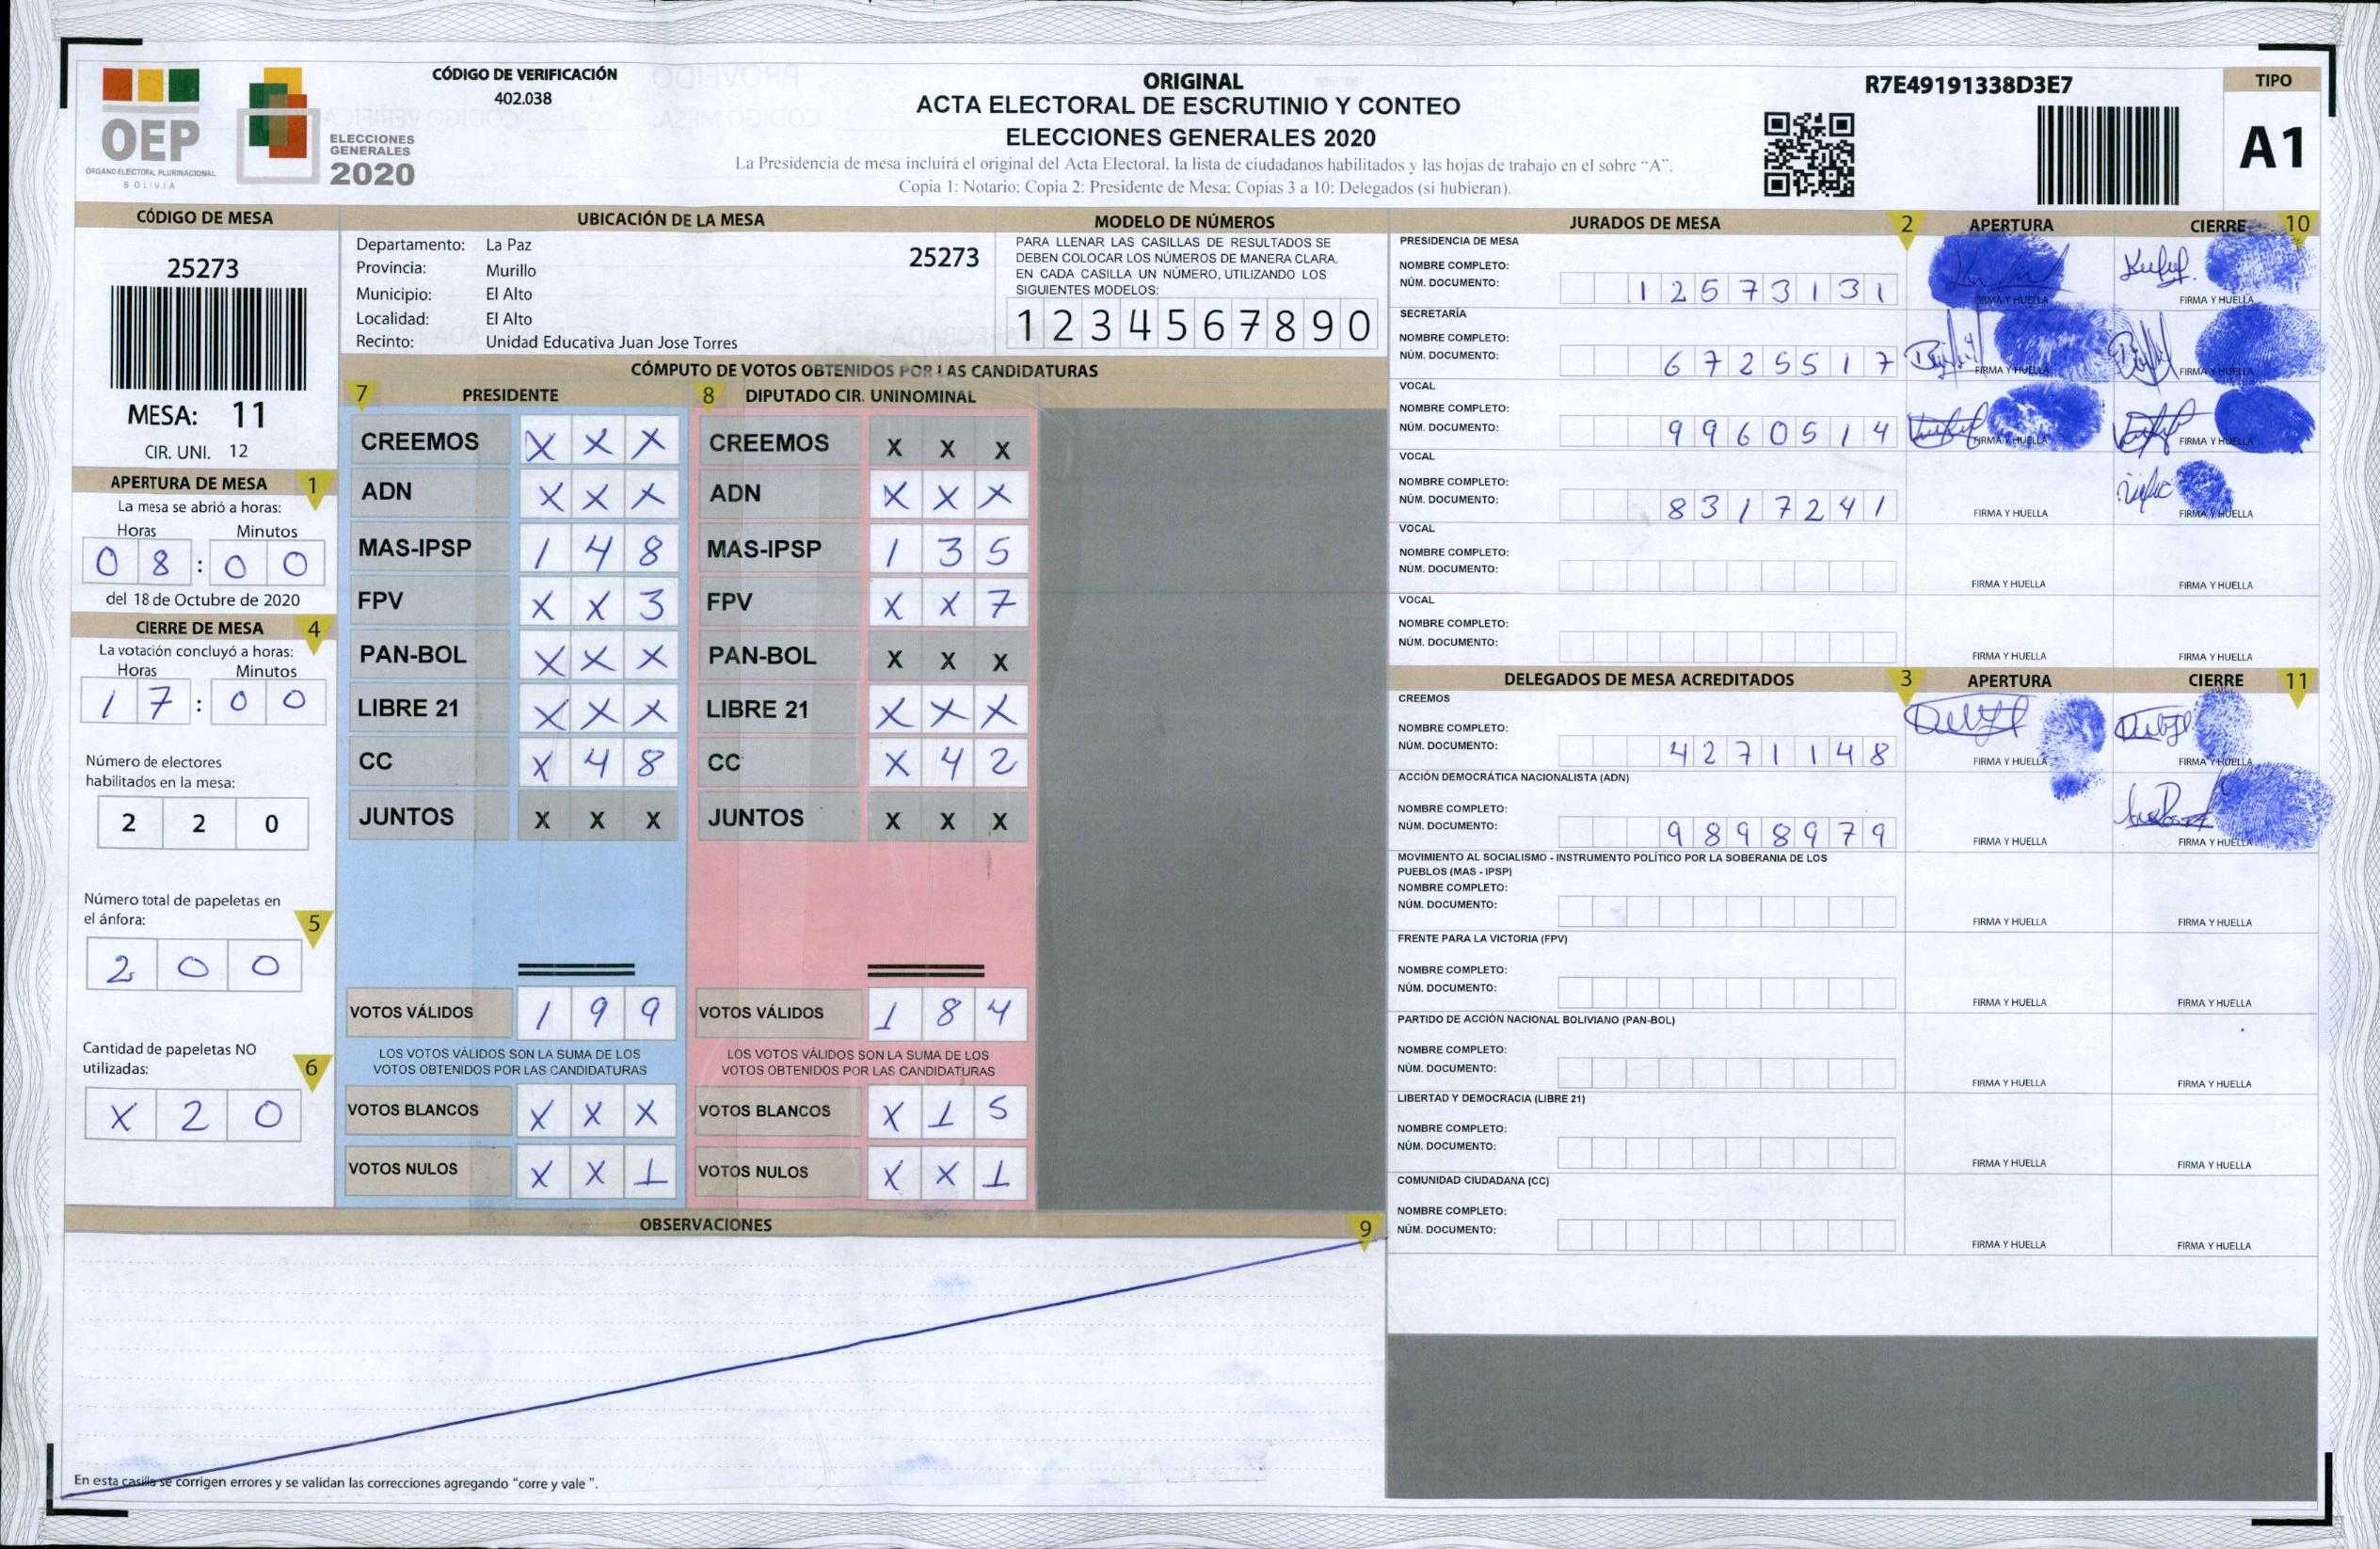 OEP
ÓRGANO ELECTORAL PLURINACIONAL
BOLIVIA
ELECCIONES
GENERALES
2020
CÓDIGO DE VERIFICACIÓN
402.038
ORIGINAL
ACTA ELECTORAL DE ESCRUTINIO Y CONTEO
ELECCIONES GENERALES 2020
La Presidencia de mesa incluirá el original del Acta Electoral, la lista de ciudadanos habilitados y las hojas de trabajo en el sobre "A".
Copia 1: Notario; Copia 2: Presidente de Mesa; Copias 3 a 10: Delegados (si hubieran).
R7E49191338D3E7
TIPO
A1
CÓDIGO DE MESA
25273
MESA: 11
CIR. UNI. 12
APERTURA DE MESA 1
La mesa se abrió a horas:
Horas Minutos
0 8 : 0 0
del 18 de Octubre de 2020
CIERRE DE MESA 4
La votación concluyó a horas:
Horas Minutos
1 7 : 0 0
Número de electores
habilitados en la mesa:
2 2 0
Número total de papeletas en
el ánfora: 5
2 0 0
Cantidad de papeletas NO
utilizadas: 6
X 2 0
UBICACIÓN DE LA MESA
Departamento: La Paz 25273
Provincia: Murillo
Municipio: El Alto
Localidad: El Alto
Recinto: Unidad Educativa Juan Jose Torres
MODELO DE NÚMEROS
PARA LLENAR LAS CASILLAS DE RESULTADOS SE
DEBEN COLOCAR LOS NÚMEROS DE MANERA CLARA.
EN CADA CASILLA UN NÚMERO, UTILIZANDO LOS
SIGUIENTES MODELOS:
1 2 3 4 5 6 7 8 9 0
CÓMPUTO DE VOTOS OBTENIDOS POR LAS CANDIDATURAS
7 PRESIDENTE 8 DIPUTADO CIR. UNINOMINAL
CREEMOS X X X CREEMOS X X X
ADN X X X ADN X X X
MAS-IPSP 1 4 8 MAS-IPSP 1 3 5
FPV X X 3 FPV X X 7
PAN-BOL X X X PAN-BOL X X X
LIBRE 21 X X X LIBRE 21 X X X
CC X 4 8 CC X 4 2
JUNTOS X X X JUNTOS X X X
VOTOS VÁLIDOS 1 9 9 VOTOS VÁLIDOS 1 8 4
LOS VOTOS VÁLIDOS SON LA SUMA DE LOS LOS VOTOS VÁLIDOS SON LA SUMA DE LOS
VOTOS OBTENIDOS POR LAS CANDIDATURAS VOTOS OBTENIDOS POR LAS CANDIDATURAS
VOTOS BLANCOS X X X VOTOS BLANCOS X 1 5
VOTOS NULOS X X 1 VOTOS NULOS X X 1
OBSERVACIONES 9
En esta casilla se corrigen errores y se validan las correcciones agregando "corre y vale ".
JURADOS DE MESA 2 APERTURA CIERRE 10
PRESIDENCIA DE MESA
NOMBRE COMPLETO:
NÚM. DOCUMENTO: 1 2 5 7 3 1 3 1 FIRMA Y HUELLA FIRMA Y HUELLA
SECRETARÍA
NOMBRE COMPLETO:
NÚM. DOCUMENTO: 6 7 2 5 5 1 7 FIRMA Y HUELLA FIRMA Y HUELLA
VOCAL
NOMBRE COMPLETO:
NÚM. DOCUMENTO: 9 9 6 0 5 1 4 FIRMA Y HUELLA FIRMA Y HUELLA
VOCAL
NOMBRE COMPLETO:
NÚM. DOCUMENTO: 8 3 1 7 2 4 1 FIRMA Y HUELLA FIRMA Y HUELLA
VOCAL
NOMBRE COMPLETO:
NÚM. DOCUMENTO: FIRMA Y HUELLA FIRMA Y HUELLA
VOCAL
NOMBRE COMPLETO:
NÚM. DOCUMENTO: FIRMA Y HUELLA FIRMA Y HUELLA
DELEGADOS DE MESA ACREDITADOS 3 APERTURA CIERRE 11
CREEMOS
NOMBRE COMPLETO:
NÚM. DOCUMENTO: 4 2 7 1 1 4 8 FIRMA Y HUELLA FIRMA Y HUELLA
ACCIÓN DEMOCRÁTICA NACIONALISTA (ADN)
NOMBRE COMPLETO:
NÚM. DOCUMENTO: 9 8 9 8 9 7 9 FIRMA Y HUELLA FIRMA Y HUELLA
MOVIMIENTO AL SOCIALISMO - INSTRUMENTO POLÍTICO POR LA SOBERANIA DE LOS
PUEBLOS (MAS - IPSP)
NOMBRE COMPLETO:
NÚM. DOCUMENTO: FIRMA Y HUELLA FIRMA Y HUELLA
FRENTE PARA LA VICTORIA (FPV)
NOMBRE COMPLETO:
NÚM. DOCUMENTO: FIRMA Y HUELLA FIRMA Y HUELLA
PARTIDO DE ACCIÓN NACIONAL BOLIVIANO (PAN-BOL)
NOMBRE COMPLETO:
NÚM. DOCUMENTO: FIRMA Y HUELLA FIRMA Y HUELLA
LIBERTAD Y DEMOCRACIA (LIBRE 21)
NOMBRE COMPLETO:
NÚM. DOCUMENTO: FIRMA Y HUELLA FIRMA Y HUELLA
COMUNIDAD CIUDADANA (CC)
NOMBRE COMPLETO:
NÚM. DOCUMENTO: FIRMA Y HUELLA FIRMA Y HUELLA